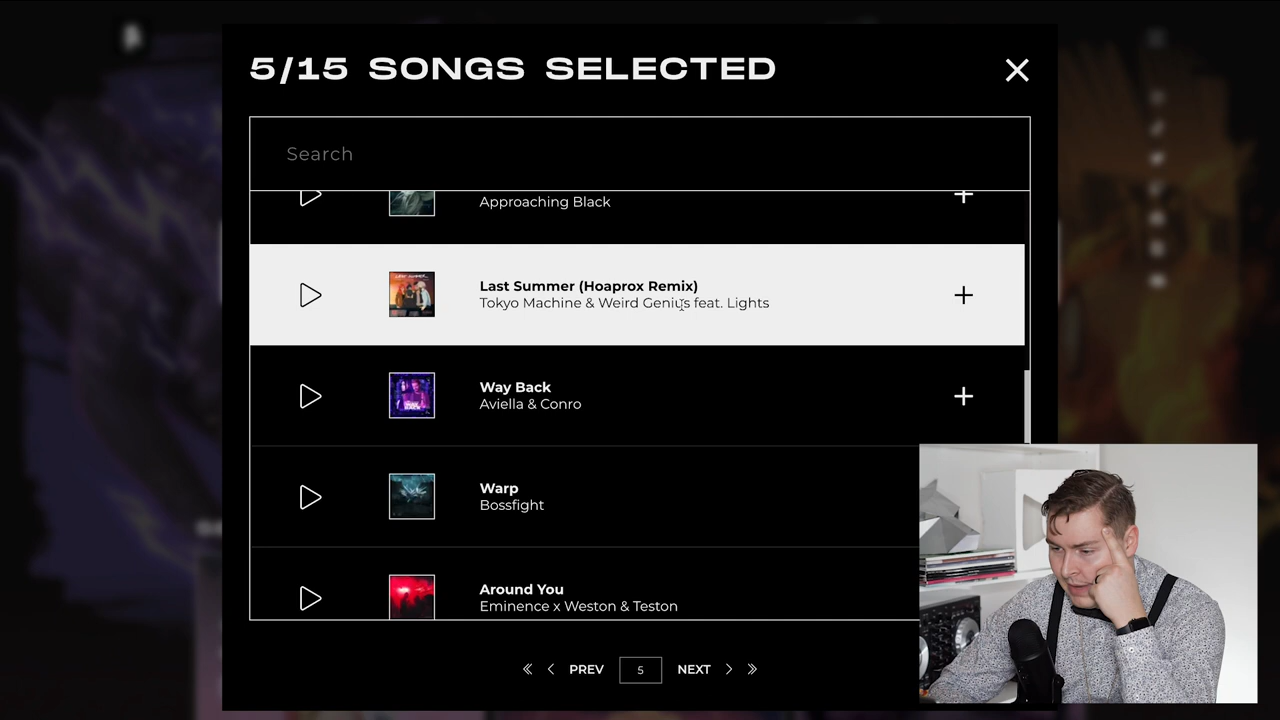 5/15 SONGS SELECTED
Search
Approaching Black
Last Summer (Hoaprox Remix)
Tokyo Machine & Weird Genius feat. Lights
Way Back
Aviella & Conro
Warp
Bossfight
Around You
Eminence x Weston & Teston
PREV 5 NEXT